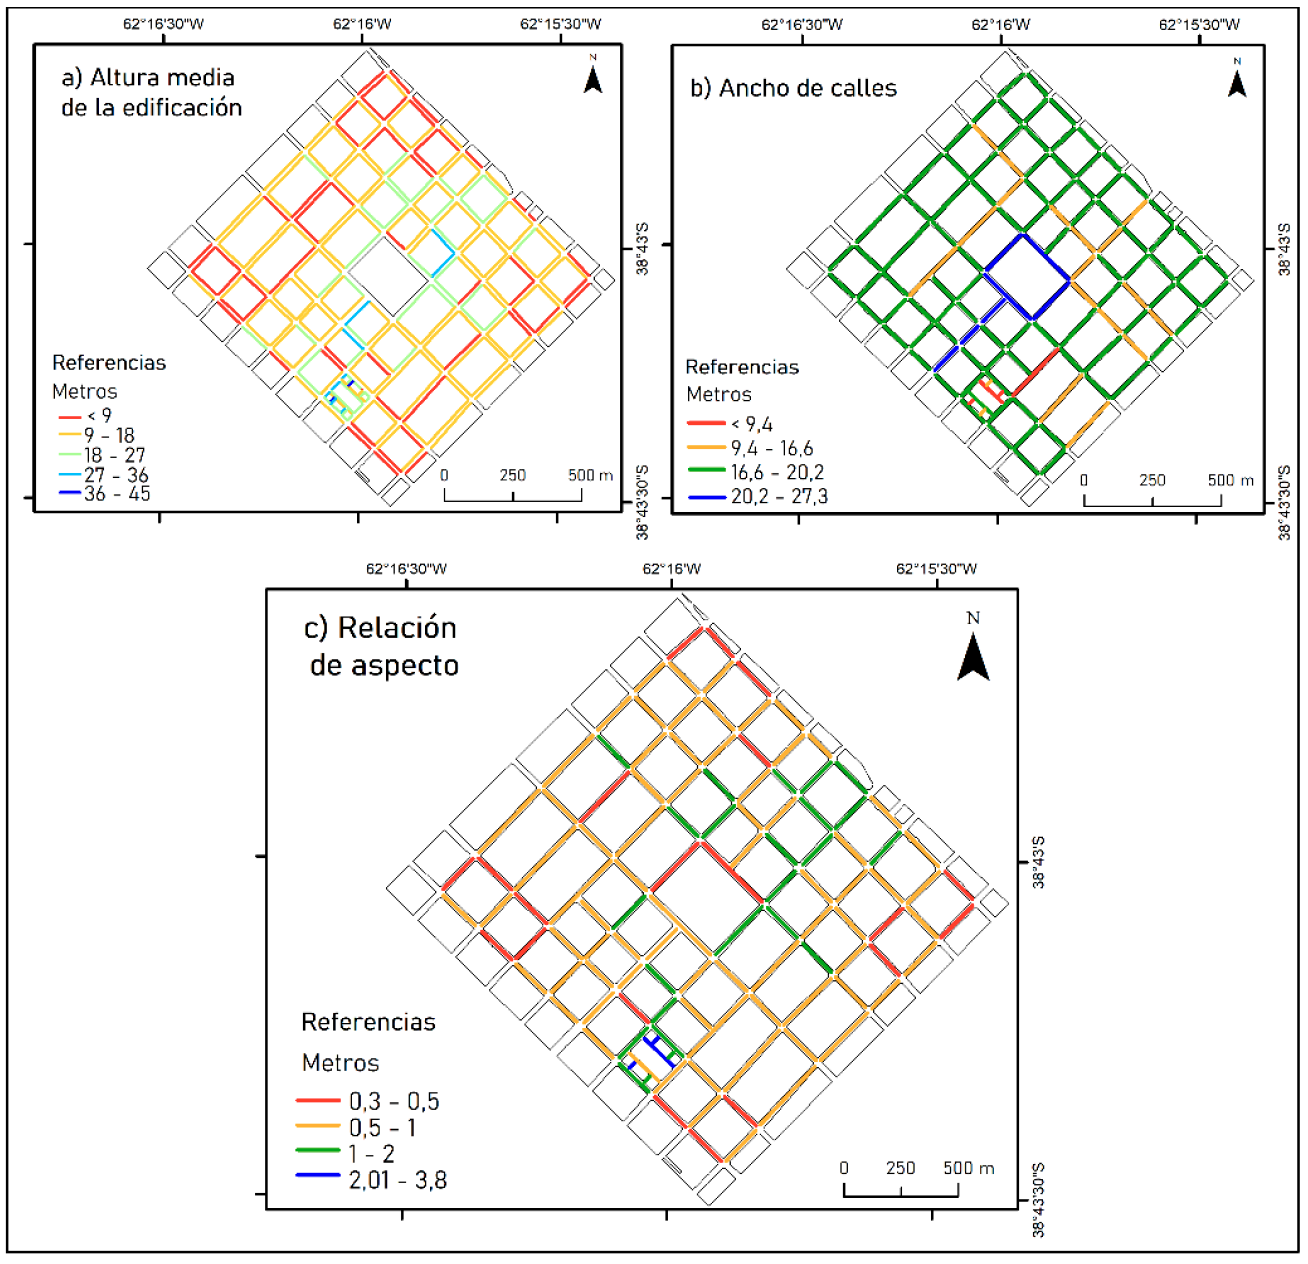 62°16'30"W 62°16'W 62°15'30"W
a) Altura media
de la edificación
N
38°43'S
Referencias
Metros
< 9
9 - 18
18 - 27
27 - 36
36 - 45
0 250 500 m
38°43'30"S
62°16'30"W 62°16'W 62°15'30"W
b) Ancho de calles
N
38°43'S
Referencias
Metros
< 9,4
9,4 - 16,6
16,6 - 20,2
20,2 - 27,3
0 250 500 m
38°43'30"S
62°16'30"W 62°16'W 62°15'30"W
c) Relación
de aspecto
N
38°43'S
Referencias
Metros
0,3 - 0,5
0,5 - 1
1 - 2
2,01 - 3,8
0 250 500 m
38°43'30"S